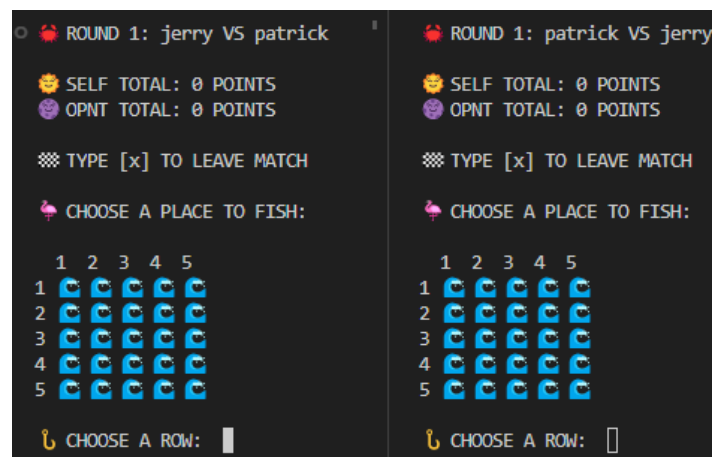 ROUND 1: jerry VS patrick
SELF TOTAL: 0 POINTS
OPNT TOTAL: 0 POINTS
TYPE [x] TO LEAVE MATCH
CHOOSE A PLACE TO FISH:
1 2 3 4 5
1
2
3
4
5
CHOOSE A ROW:
ROUND 1: patrick VS jerry
SELF TOTAL: 0 POINTS
OPNT TOTAL: 0 POINTS
TYPE [x] TO LEAVE MATCH
CHOOSE A PLACE TO FISH:
1 2 3 4 5
1
2
3
4
5
CHOOSE A ROW: